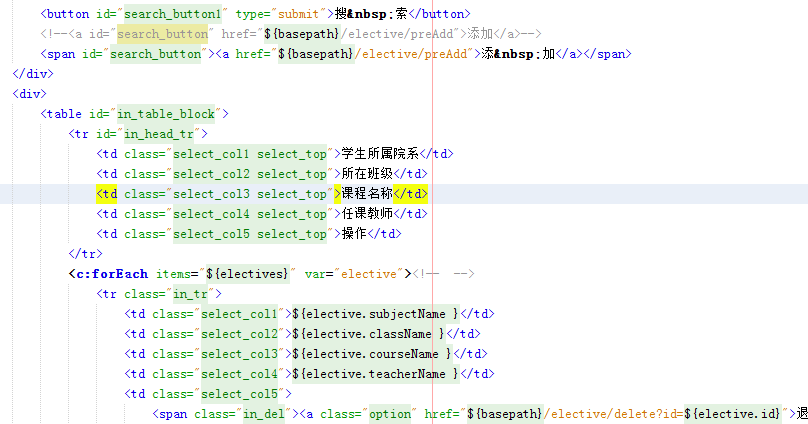 <button id="search_button1" type="submit">搜&nbsp;索</button>
<!--<a id="search_button" href="${basepath}/elective/preAdd">添加</a>-->
<span id="search_button"><a href="${basepath}/elective/preAdd">添&nbsp;加</a></span>
</div>
<div>
<table id="in_table_block">
<tr id="in_head_tr">
<td class="select_col1 select_top">学生所属院系</td>
<td class="select_col2 select_top">所在班级</td>
<td class="select_col3 select_top">课程名称</td>
<td class="select_col4 select_top">任课教师</td>
<td class="select_col5 select_top">操作</td>
</tr>
<c:forEach items="${electives}" var="elective"><!--  -->
<tr class="in_tr">
<td class="select_col1">${elective.subjectName }</td>
<td class="select_col2">${elective.className }</td>
<td class="select_col3">${elective.courseName }</td>
<td class="select_col4">${elective.teacherName }</td>
<td class="select_col5">
<span class="in_del"><a class="option" href="${basepath}/elective/delete?id=${elective.id}">退